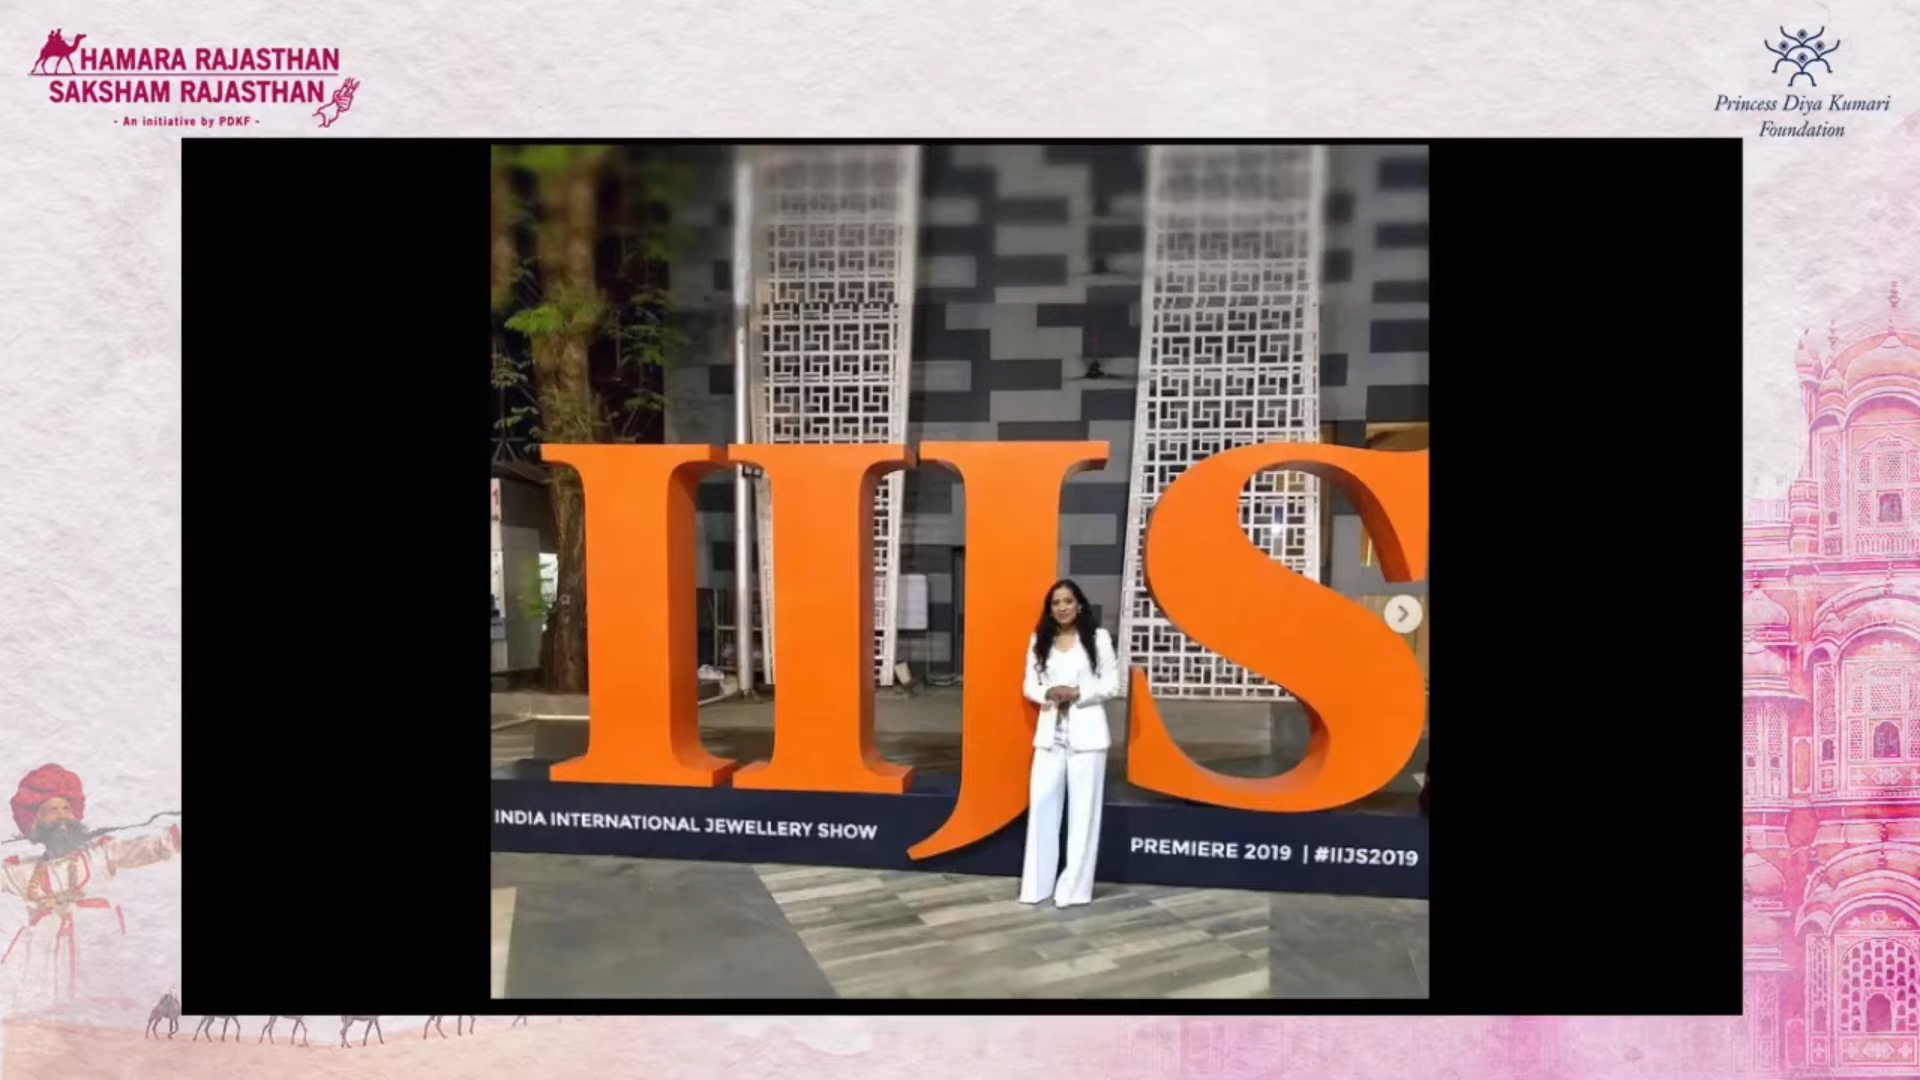 HAMARA RAJASTHAN
SAKSHAM RAJASTHAN
- An initiative by PDKF -
Princess Diya Kumari
Foundation
IIJS
INDIA INTERNATIONAL JEWELLERY SHOW
PREMIERE 2019 | #IIJS2019